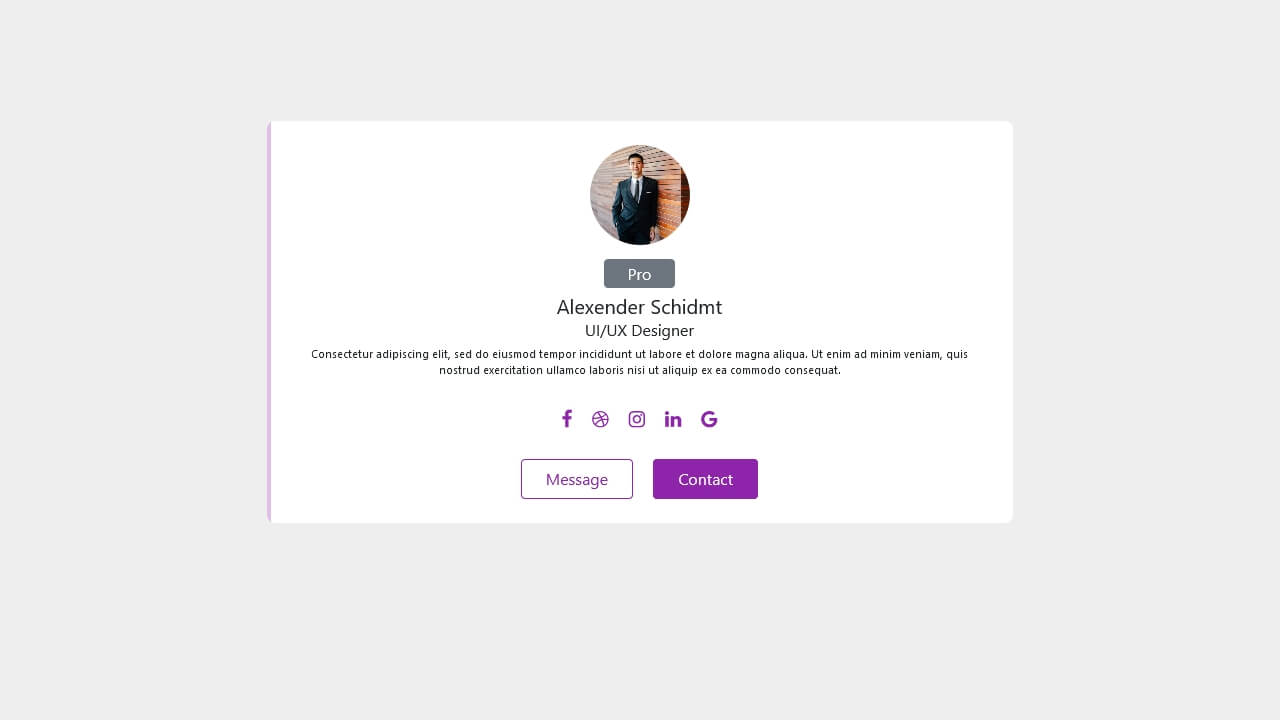 Pro
Alexender Schidmt
UI/UX Designer
Consectetur adipiscing elit, sed do eiusmod tempor incididunt ut labore et dolore magna aliqua. Ut enim ad minim veniam, quis
nostrud exercitation ullamco laboris nisi ut aliquip ex ea commodo consequat.
Message
Contact